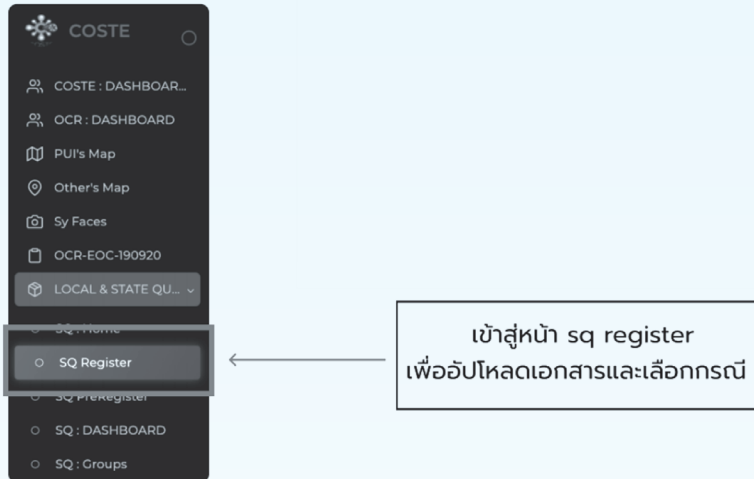 COSTE
COSTE : DASHBOAR...
OCR : DASHBOARD
PUI's Map
Other's Map
Sy Faces
OCR-EOC-190920
LOCAL & STATE QU...
SQ : Home
SQ Register
SQ PreRegister
SQ : DASHBOARD
SQ : Groups
เข้าสู่หน้า sq register
เพื่ออัปโหลดเอกสารและเลือกกรณี